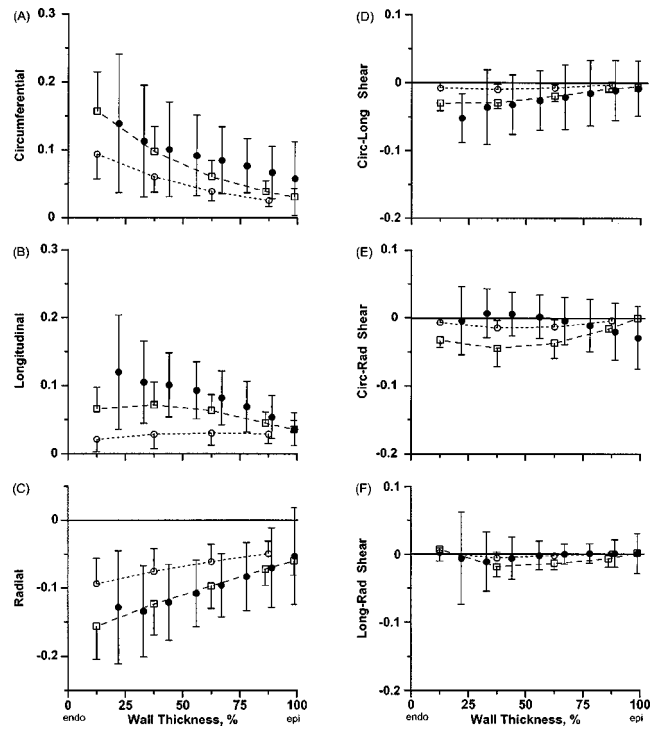 (A)
0.3
0.2
0.1
0
Circumferential
(B)
0.3
0.2
0.1
0
Longitudinal
(C)
0
-0.1
-0.2
Radial
0 25 50 75 100
endo Wall Thickness, % epi
(D)
0.1
0
-0.1
-0.2
Circ-Long Shear
(E)
0.1
0
-0.1
-0.2
Circ-Rad Shear
(F)
0.1
0
-0.1
-0.2
Long-Rad Shear
0 25 50 75 100
endo Wall Thickness, % epi